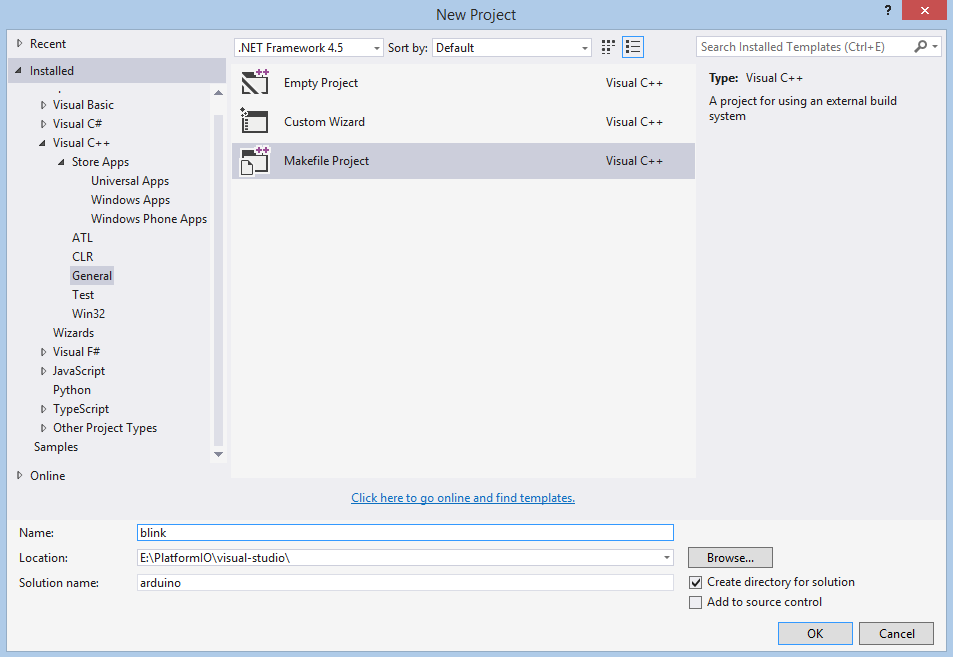 New Project
?
Recent
Installed
Visual Basic
Visual C#
Visual C++
Store Apps
Universal Apps
Windows Apps
Windows Phone Apps
ATL
CLR
General
Test
Win32
Wizards
Visual F#
JavaScript
Python
TypeScript
Other Project Types
Samples
Online
.NET Framework 4.5
Sort by: Default
Empty Project Visual C++
Custom Wizard Visual C++
Makefile Project Visual C++
Search Installed Templates (Ctrl+E)
Type: Visual C++
A project for using an external build
system
Click here to go online and find templates.
Name: blink
Location: E:\PlatformIO\visual-studio\ Browse...
Solution name: arduino
Create directory for solution
Add to source control
OK Cancel